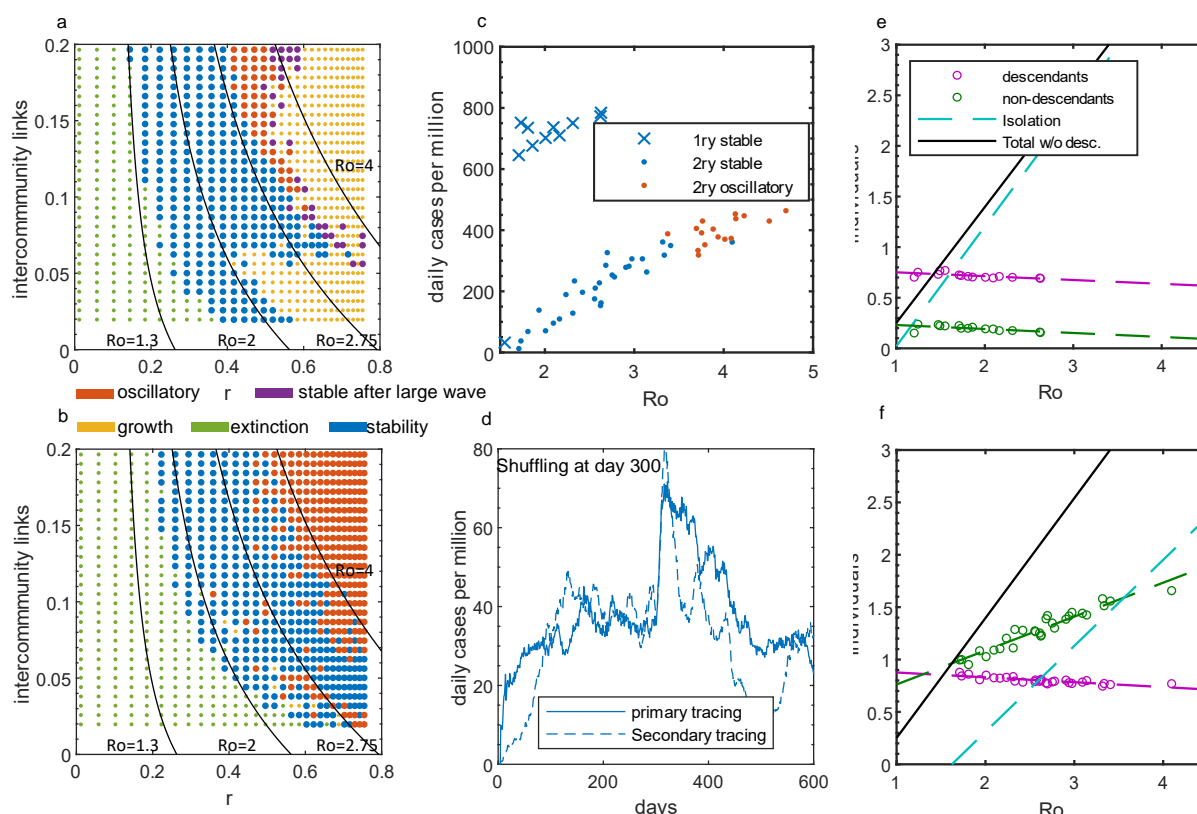 a
0.2
0.15
0.1
0.05
0
intercommmunity links
Ro=4
Ro=1.3
Ro=2
Ro=2.75
0
0.2
0.4
0.6
0.8
r
oscillatory
stable after large wave
growth
extinction
stability
b
0.2
0.15
0.1
0.05
0
intercommunity links
Ro=4
Ro=1.3
Ro=2
Ro=2.75
0
0.2
0.4
0.6
0.8
r
c
1000
800
600
400
200
0
daily cases per million
1ry stable
2ry stable
2ry oscillatory
2
3
4
5
Ro
d
80
60
40
20
0
daily cases per million
Shuffling at day 300
primary tracing
Secondary tracing
0
200
400
600
days
e
3
2.5
2
1.5
1
0.5
0
individuals
descendants
non-descendants
Isolation
Total w/o desc.
1
2
3
4
Ro
f
3
2.5
2
1.5
1
0.5
0
individuals
1
2
3
4
Ro